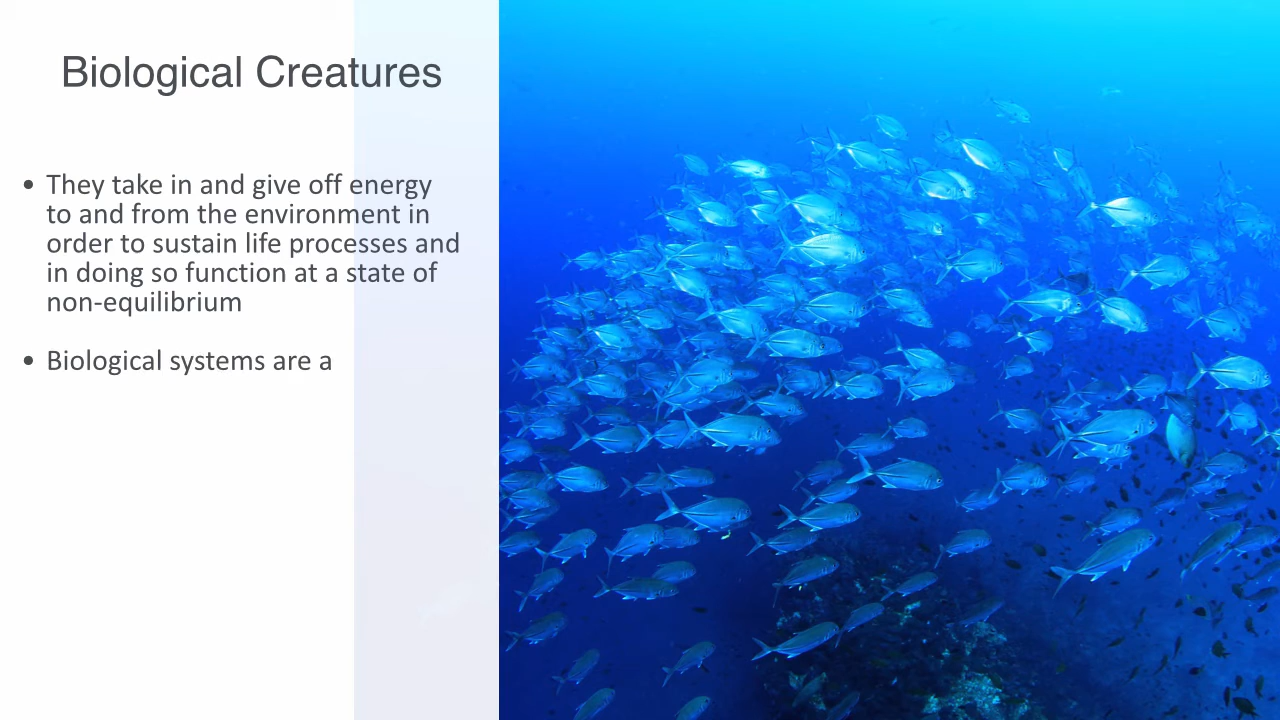 Biological Creatures
• They take in and give off energy
to and from the environment in
order to sustain life processes and
in doing so function at a state of
non-equilibrium
• Biological systems are a